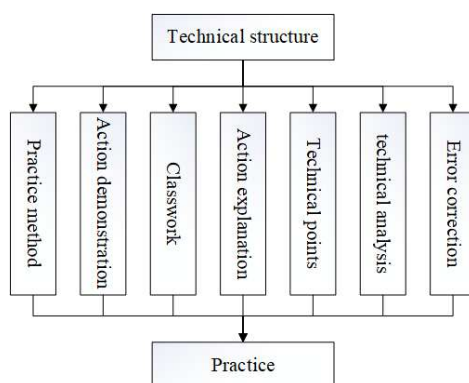 Technical structure
Practice method
Action demonstration
Classwork
Action explanation
Technical points
technical analysis
Error correction
Practice